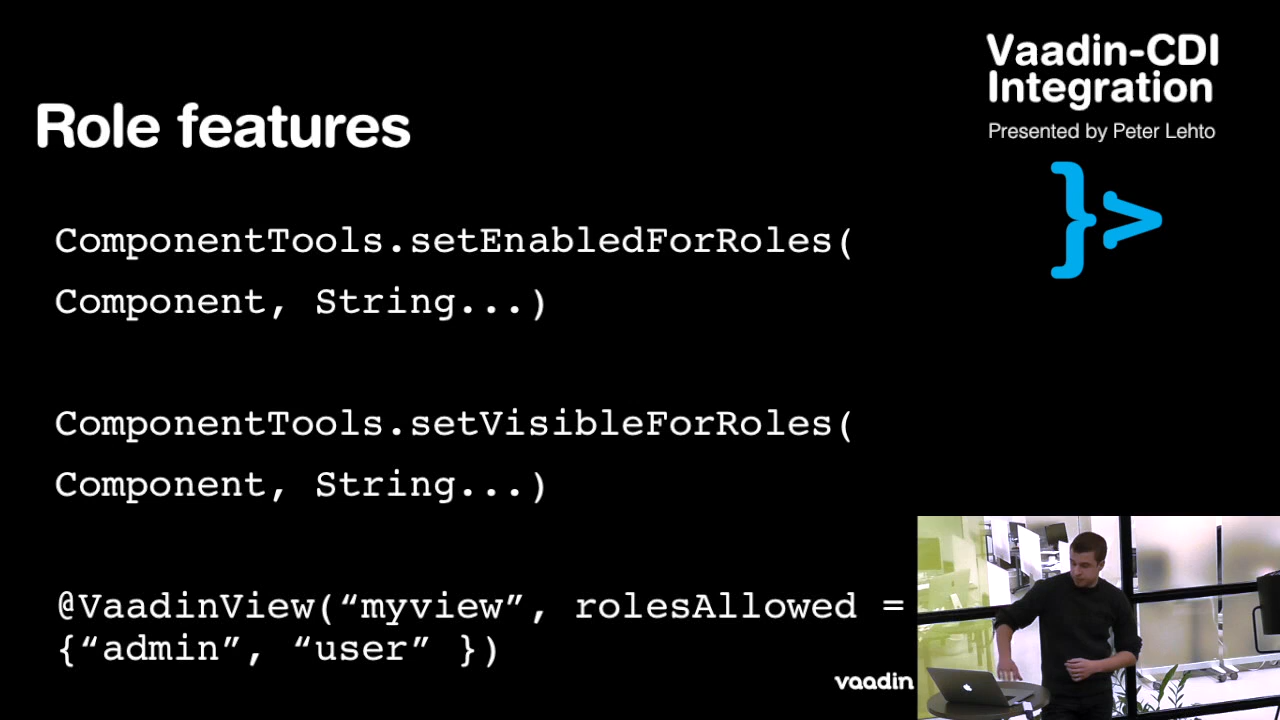 Vaadin-CDI
Integration
Presented by Peter Lehto
Role features
ComponentTools.setEnabledForRoles(
Component, String...)
ComponentTools.setVisibleForRoles(
Component, String...)
@VaadinView(“myview”, rolesAllowed =
{“admin”, “user” })
vaadin